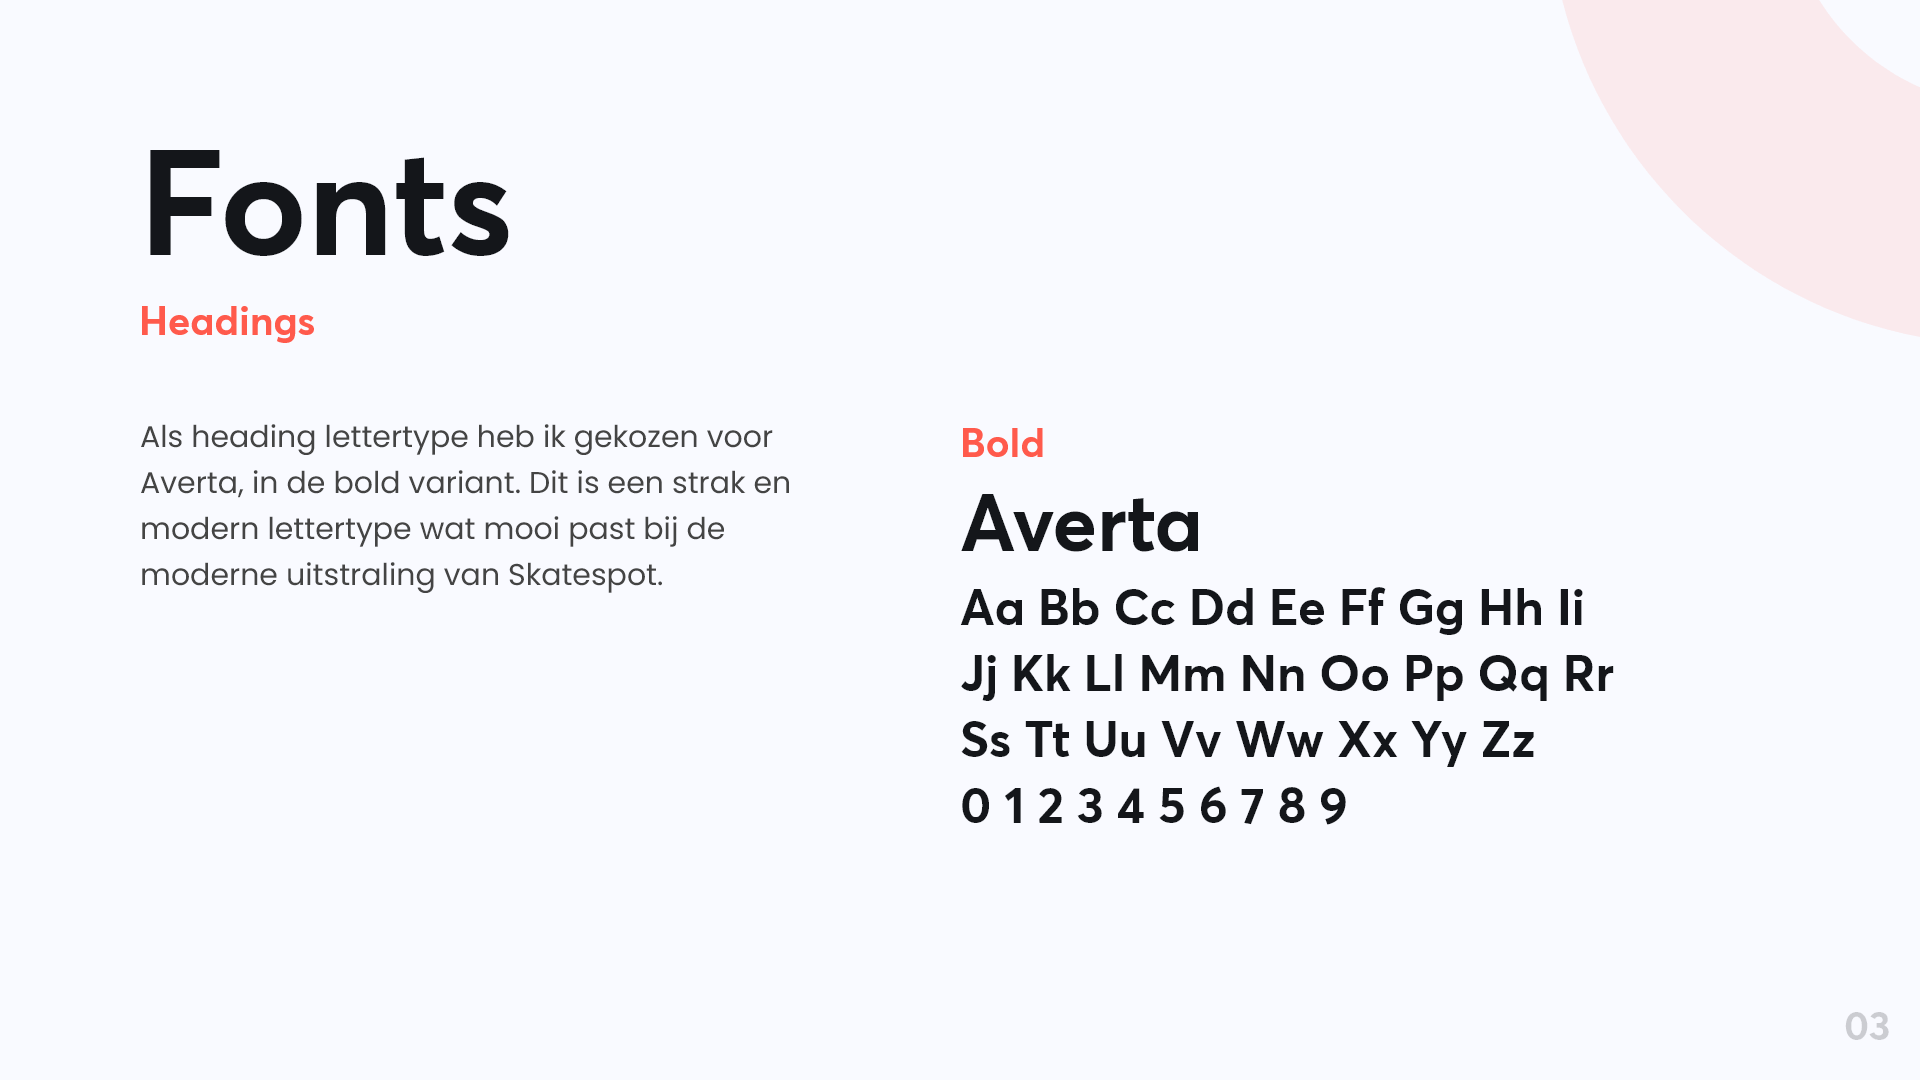 Fonts
Headings
Als heading lettertype heb ik gekozen voor
Averta, in de bold variant. Dit is een strak en
modern lettertype wat mooi past bij de
moderne uitstraling van Skatespot.
Bold
Averta
Aa Bb Cc Dd Ee Ff Gg Hh Ii
Jj Kk Ll Mm Nn Oo Pp Qq Rr
Ss Tt Uu Vv Ww Xx Yy Zz
0 1 2 3 4 5 6 7 8 9
03